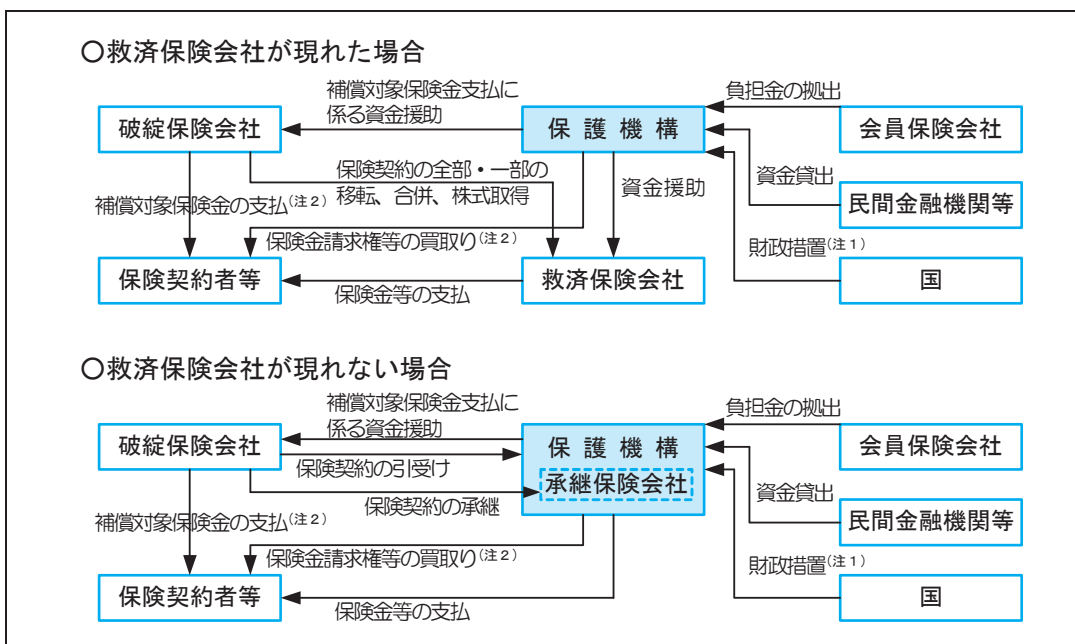 〇救済保険会社が現れた場合
補償対象保険金支払に
係る資金援助
負担金の拠出
破綻保険会社
保護機構
会員保険会社
保険契約の全部・一部の
移転、合併、株式取得
資金援助
資金貸出
補償対象保険金の支払(注2)
民間金融機関等
保険金請求権等の買取り(注2)
財政措置(注1)
保険契約者等
救済保険会社
国
保険金等の支払
〇救済保険会社が現れない場合
補償対象保険金支払に
係る資金援助
負担金の拠出
破綻保険会社
保護機構
会員保険会社
保険契約の引受け
承継保険会社
資金貸出
保険契約の承継
補償対象保険金の支払(注2)
民間金融機関等
保険金請求権等の買取り(注2)
財政措置(注1)
保険契約者等
国
保険金等の支払